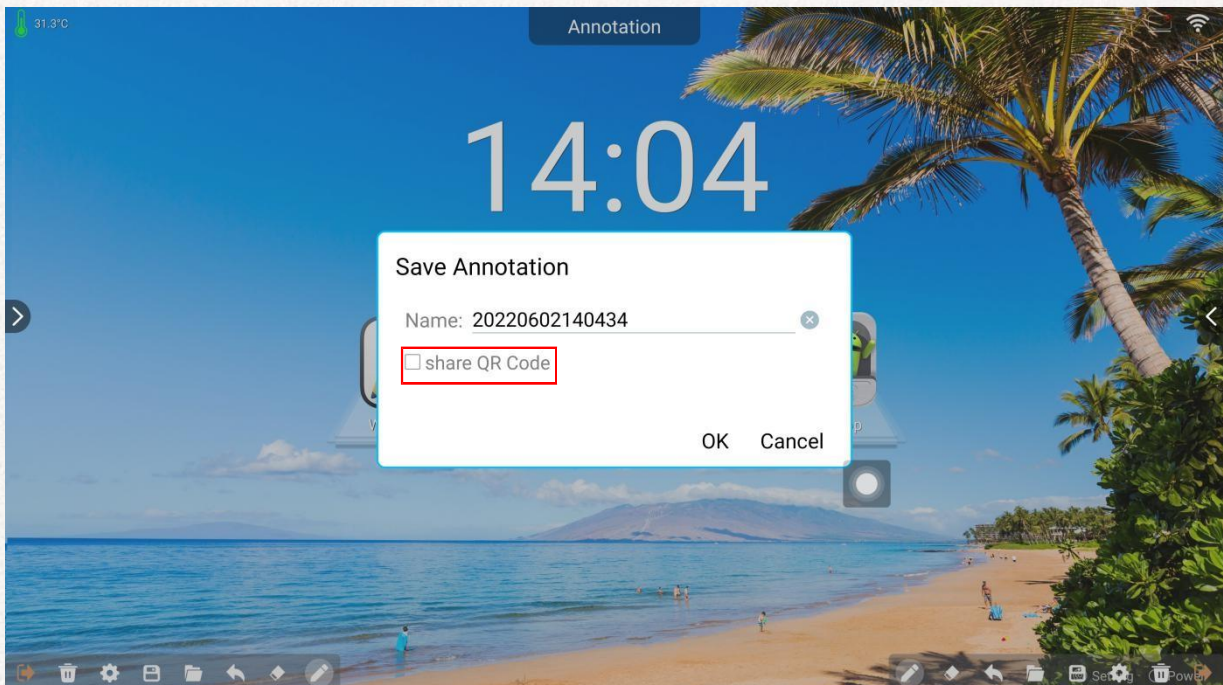 31.3°C
Annotation
14:04
Save Annotation
Name: 20220602140434
share QR Code
OK Cancel